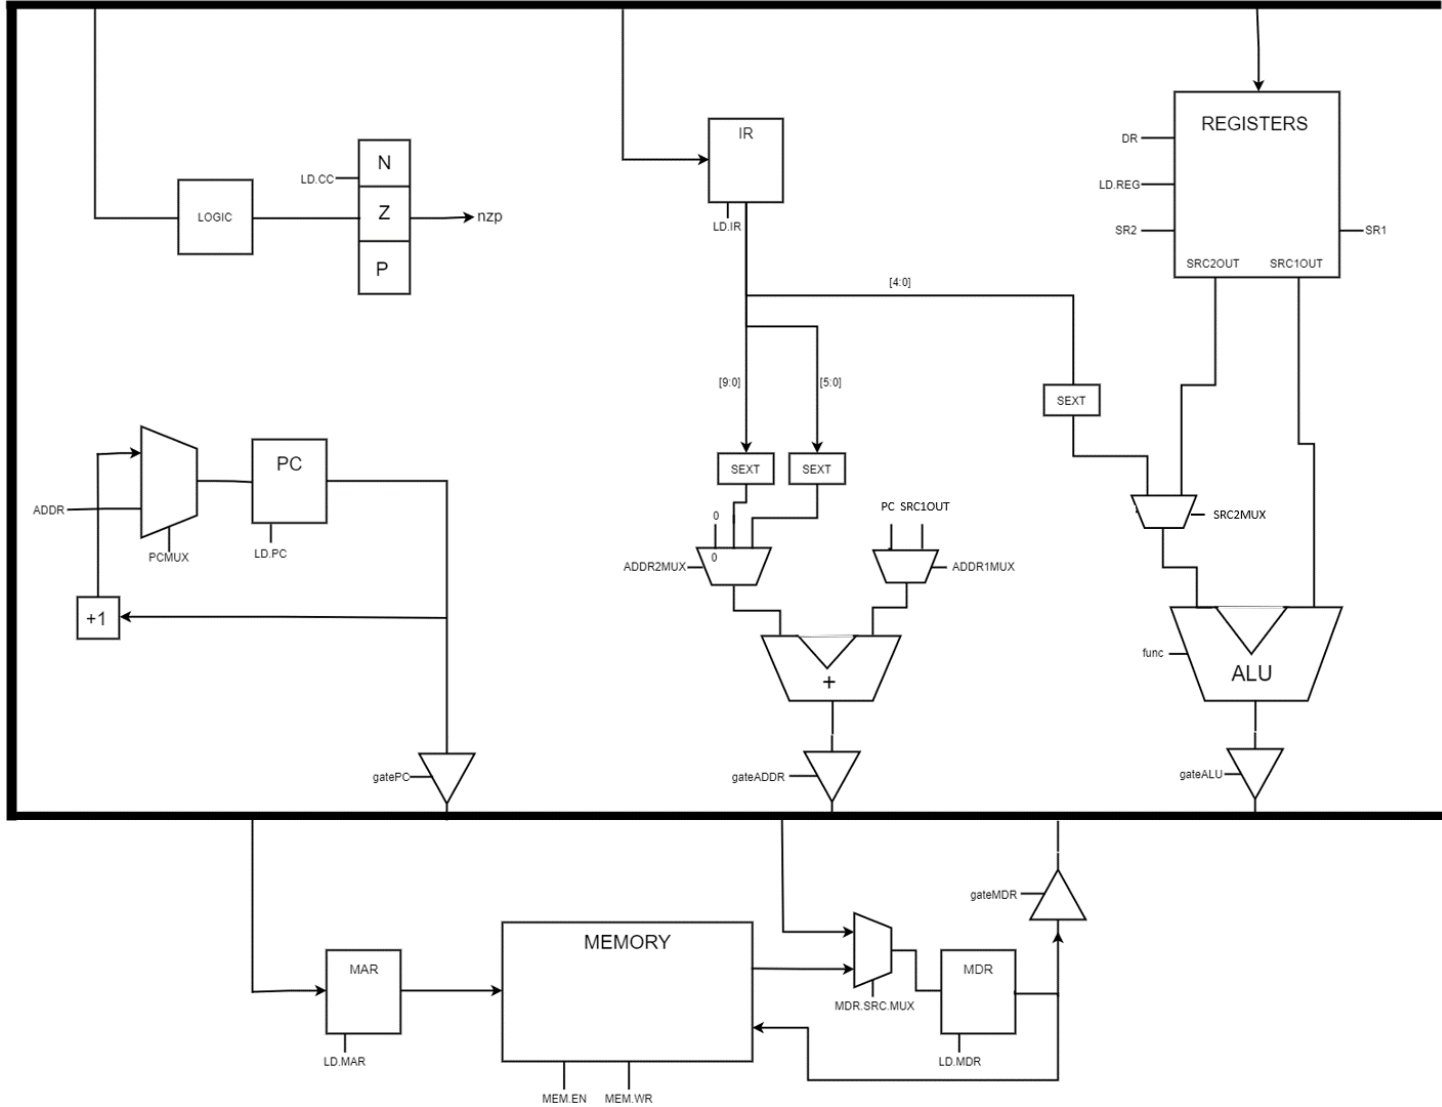 REGISTERS
IR
DR
N
LD.CC
LD.REG
Z
nzp
LOGIC
LD.IR
SR2
SR1
P
SRC2OUT
SRC1OUT
[4:0]
[9:0]
[5:0]
SEXT
PC
SEXT
SEXT
ADDR
PC
SRC1OUT
0
SRC2MUX
PCMUX
LD.PC
0
ADDR2MUX
ADDR1MUX
+1
func
ALU
+
gatePC
gateADDR
gateALU
gateMDR
MEMORY
MAR
MDR
MDR.SRC.MUX
LD.MAR
LD.MDR
MEM.EN
MEM.WR